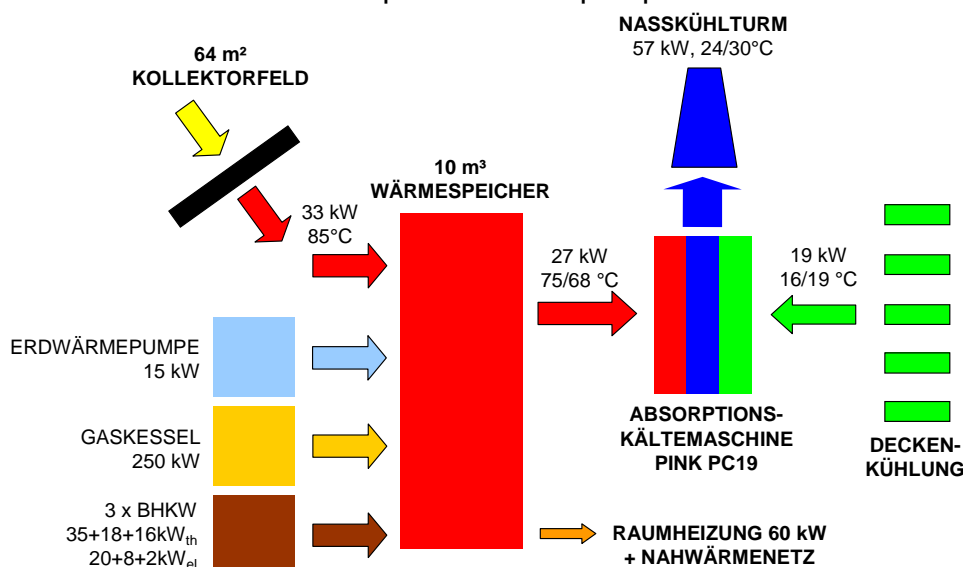 NASSKÜHLTURM
57 kW, 24/30°C
64 m²
KOLLEKTORFELD
10 m³
WÄRMESPEICHER
33 kW
85°C
27 kW
75/68 °C
19 kW
16/19 °C
ERDWÄRMEPUMPE
15 kW
GASKESSEL
250 kW
ABSORPTIONS-
KÄLTEMASCHINE
PINK PC19
DECKEN-
KÜHLUNG
3 x BHKW
35+18+16kWth
20+8+2kWel
RAUMHEIZUNG 60 kW
+ NAHWÄRMENETZ